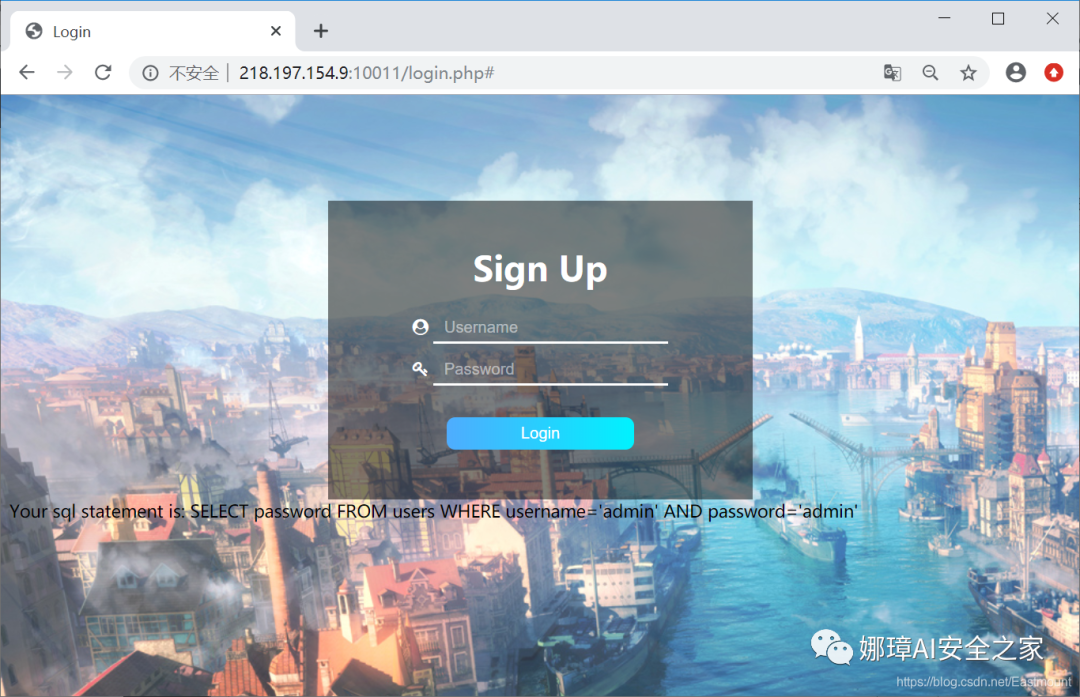 Login
不安全 | 218.197.154.9:10011/login.php#
Sign Up
Username
Password
Login
Your sql statement is: SELECT password FROM users WHERE username='admin' AND password='admin'
娜璋AI安全之家
https://blog.csdn.net/Eastmount